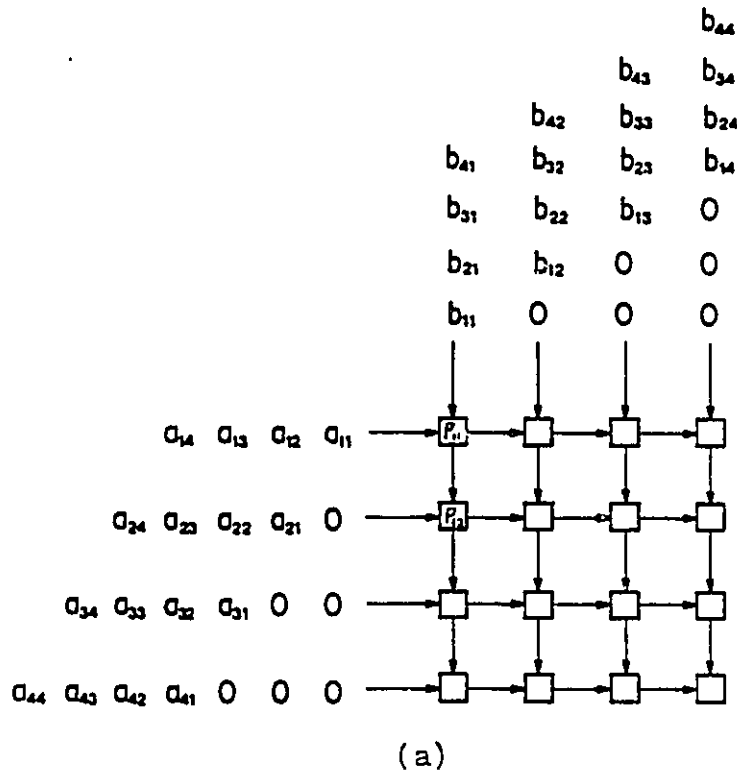 b₄₄
b₄₃ b₃₄
b₄₂ b₃₃ b₂₄
b₄₁ b₃₂ b₂₃ b₁₄
b₃₁ b₂₂ b₁₃ 0
b₂₁ b₁₂ 0 0
b₁₁ 0 0 0
a₁₄ a₁₃ a₁₂ a₁₁ P₁₁
a₂₄ a₂₃ a₂₂ a₂₁ 0 P₁₂
a₃₄ a₃₃ a₃₂ a₃₁ 0 0
a₄₄ a₄₃ a₄₂ a₄₁ 0 0 0
(a)